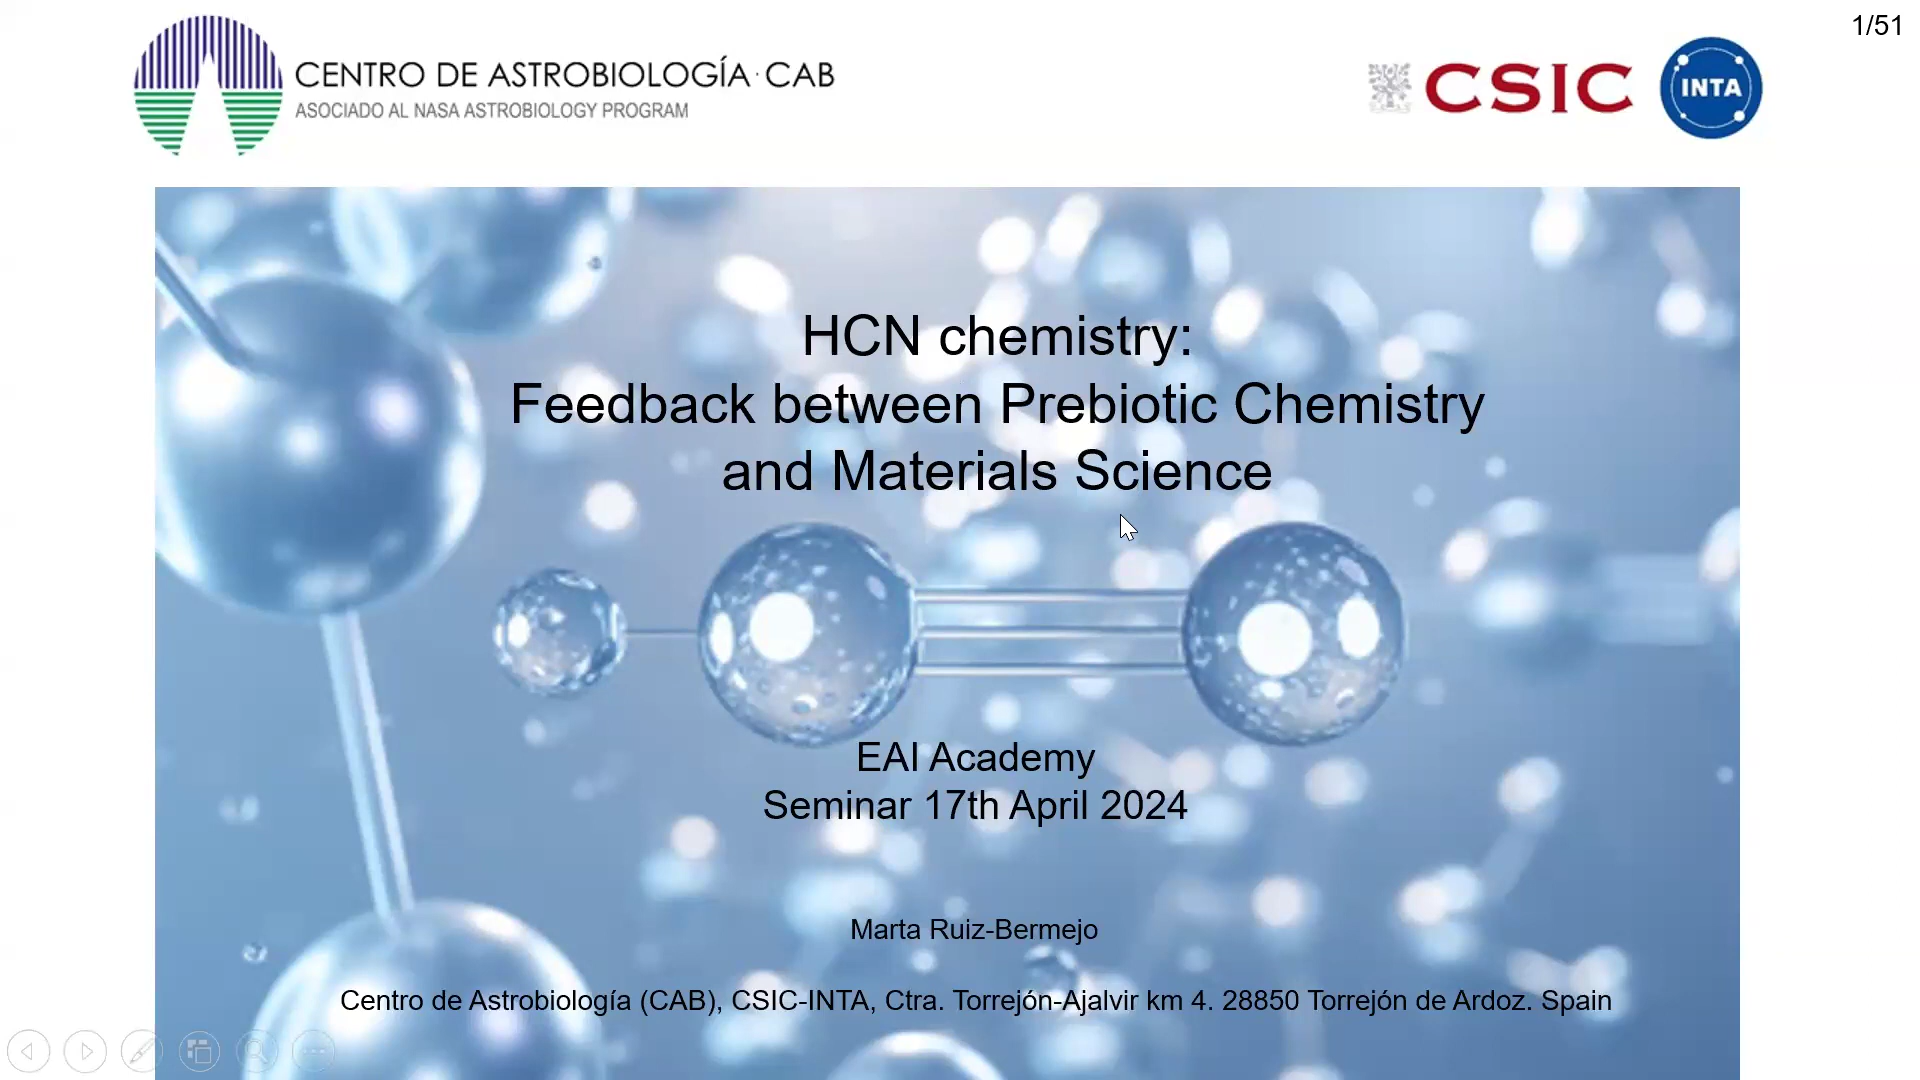 1/51
CENTRO DE ASTROBIOLOGÍA · CAB
ASOCIADO AL NASA ASTROBIOLOGY PROGRAM
CSIC
INTA
HCN chemistry:
Feedback between Prebiotic Chemistry
and Materials Science
EAI Academy
Seminar 17th April 2024
Marta Ruiz-Bermejo
Centro de Astrobiología (CAB), CSIC-INTA, Ctra. Torrejón-Ajalvir km 4. 28850 Torrejón de Ardoz. Spain